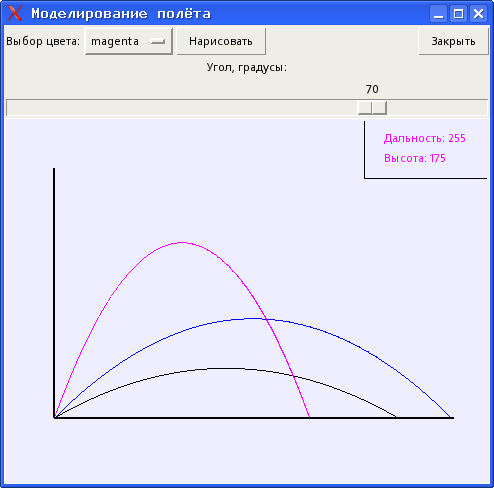 Моделирование полёта
Выбор цвета: magenta Нарисовать Закрыть
Угол, градусы:
70
Дальность: 255
Высота: 175